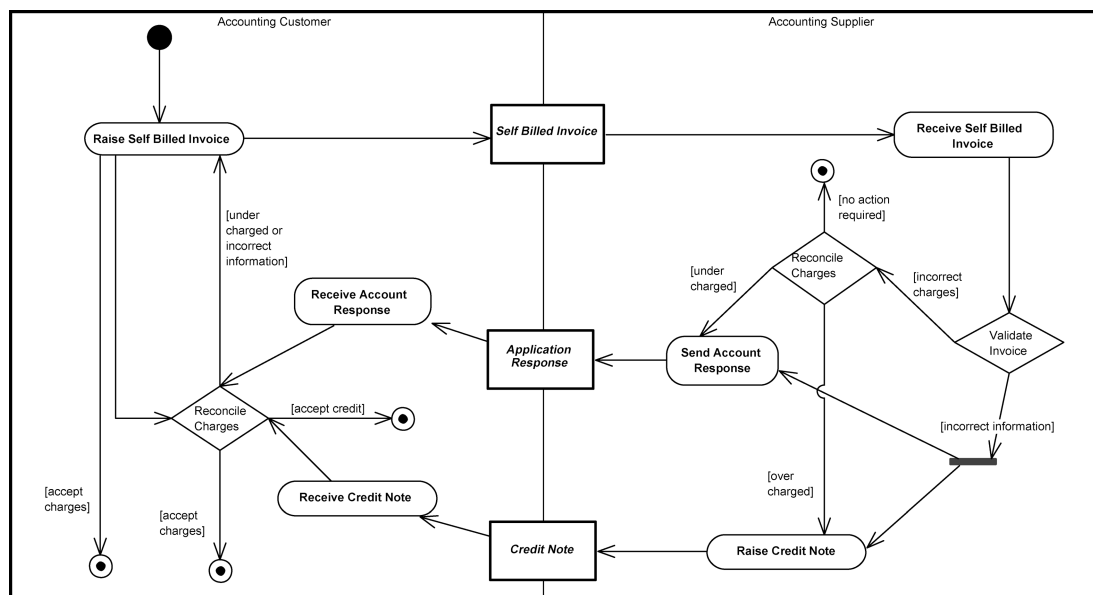 Accounting Customer
Accounting Supplier
Raise Self Billed Invoice
Self Billed Invoice
Receive Self Billed
Invoice
[no action
required]
[under
charged or
incorrect
information]
Reconcile
Charges
[under
charged]
[incorrect
charges]
Receive Account
Response
Application
Response
Send Account
Response
Validate
Invoice
Reconcile
Charges
[accept credit]
[incorrect information]
[over
charged]
Receive Credit Note
[accept
charges]
[accept
charges]
Credit Note
Raise Credit Note